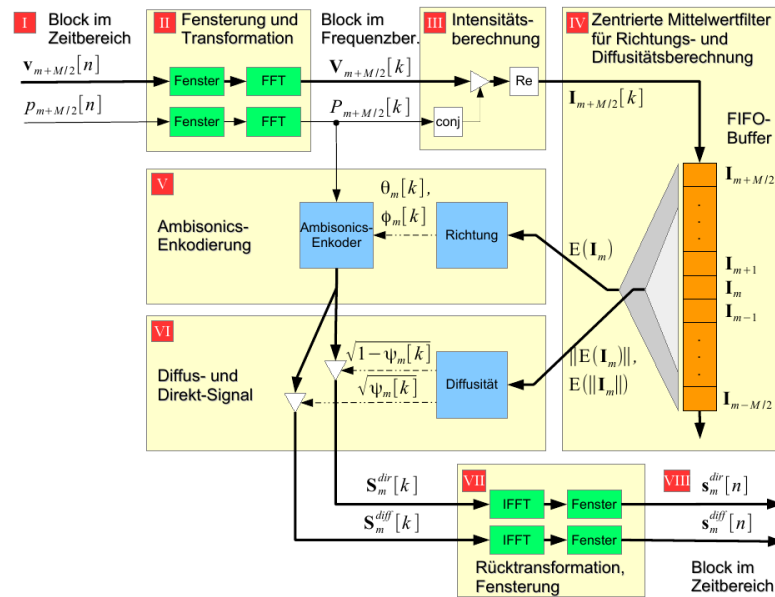 I
Block im
Zeitbereich
II
Fensterung und
Transformation
Block im
Frequenzber.
III
Intensitäts-
berechnung
IV
Zentrierte Mittelwertfilter
für Richtungs- und
Diffusitätsberechnung
v_{m+M/2}[n]
Fenster
FFT
V_{m+M/2}[k]
Re
I_{m+M/2}[k]
p_{m+M/2}[n]
Fenster
FFT
P_{m+M/2}[k]
conj
FIFO-
Buffer
I_{m+M/2}
I_{m+1}
I_m
I_{m−1}
I_{m−M/2}
V
Ambisonics-
Enkodierung
θ_m[k],
ϕ_m[k]
Ambisonics-
Enkoder
Richtung
E(I_m)
VI
Diffus- und
Direkt-Signal
√(1−ψ_m[k])
√(ψ_m[k])
Diffusität
‖E(I_m)‖,
E(‖I_m‖)
S_m^{dir}[k]
VII
VIII
s_m^{dir}[n]
IFFT
Fenster
S_m^{diff}[k]
s_m^{diff}[n]
IFFT
Fenster
Rücktransformation,
Fensterung
Block im
Zeitbereich